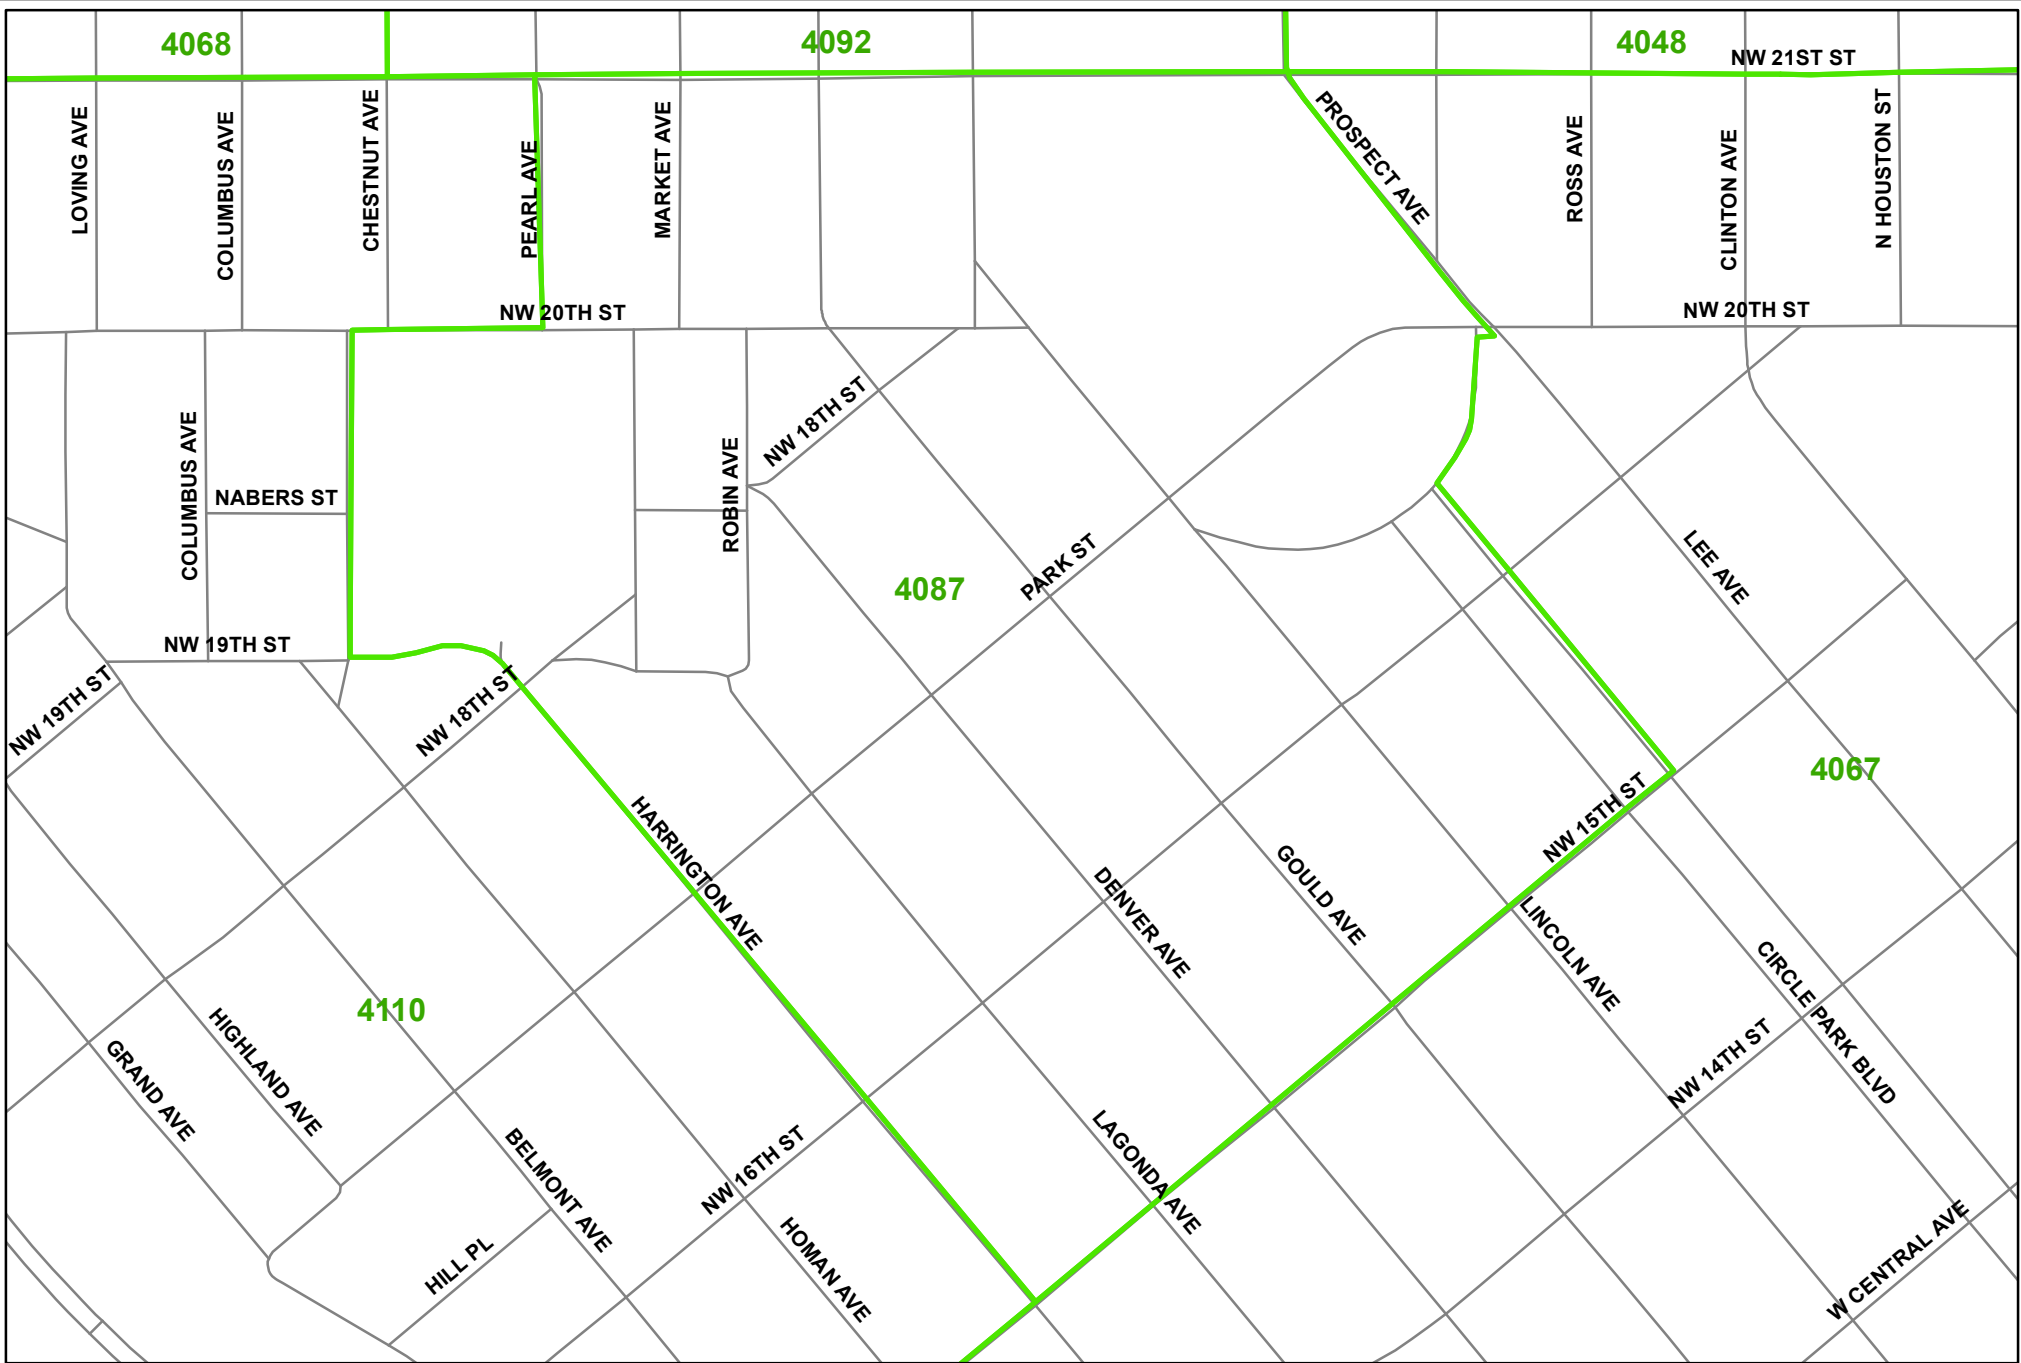 4068
4092
4048
NW 21ST ST
LOVING AVE
COLUMBUS AVE
CHESTNUT AVE
PEARL AVE
MARKET AVE
PROSPECT AVE
ROSS AVE
CLINTON AVE
N HOUSTON ST
NW 20TH ST
NW 20TH ST
COLUMBUS AVE
NABERS ST
ROBIN AVE
NW 18TH ST
PARK ST
LEE AVE
4087
NW 19TH ST
NW 19TH ST
NW 18TH ST
4067
HARRINGTON AVE
DENVER AVE
GOULD AVE
NW 15TH ST
LINCOLN AVE
CIRCLE PARK BLVD
4110
HIGHLAND AVE
GRAND AVE
NW 14TH ST
BELMONT AVE
NW 16TH ST
LAGONDA AVE
HILL PL
HOMAN AVE
W CENTRAL AVE